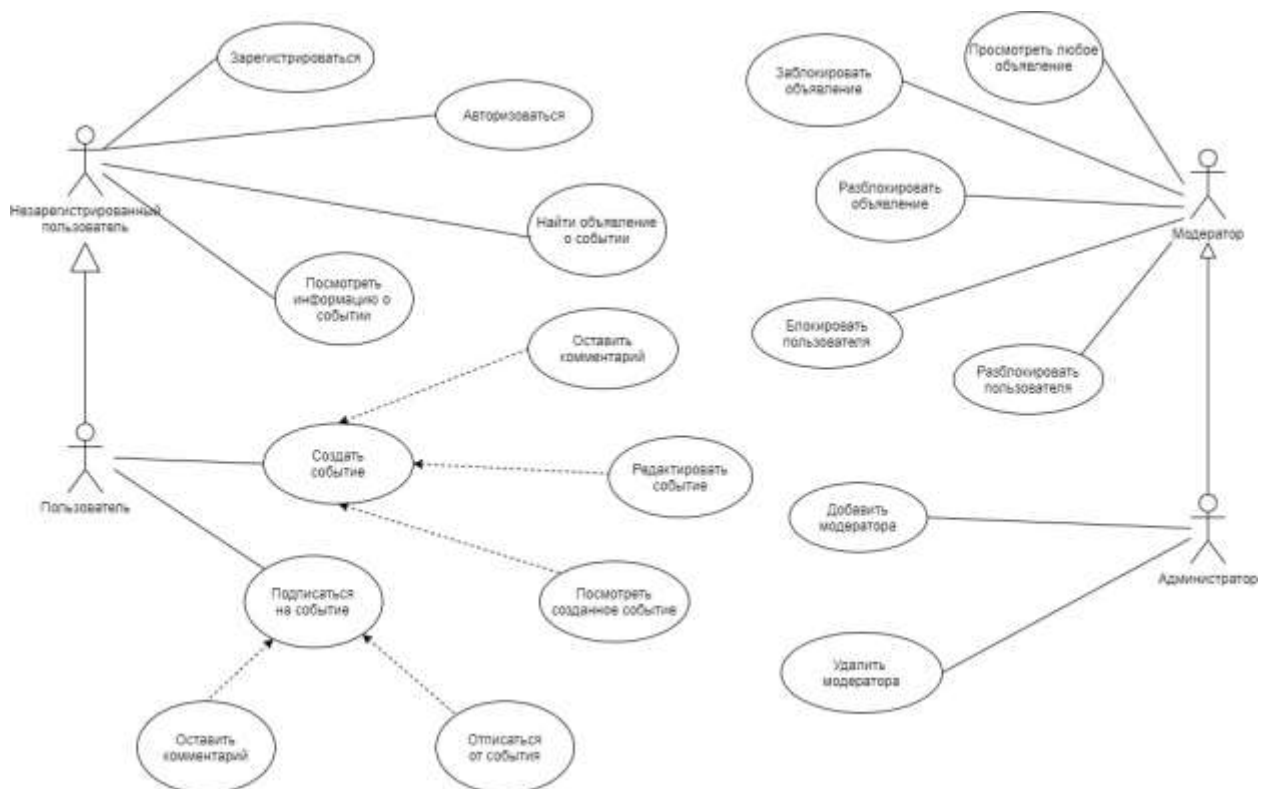 Зарегистрироваться
Авторизоваться
Незарегистрированный
пользователь
Найти объявление
о событии
Посмотреть
информацию о
событии
Оставить
комментарий
Создать
событие
Редактировать
событие
Пользователь
Подписаться
на событие
Посмотреть
созданное событие
Оставить
комментарий
Отписаться
от события
Просмотреть любое
объявление
Заблокировать
объявление
Разблокировать
объявление
Модератор
Блокировать
пользователя
Разблокировать
пользователя
Добавить
модератора
Администратор
Удалить
модератора